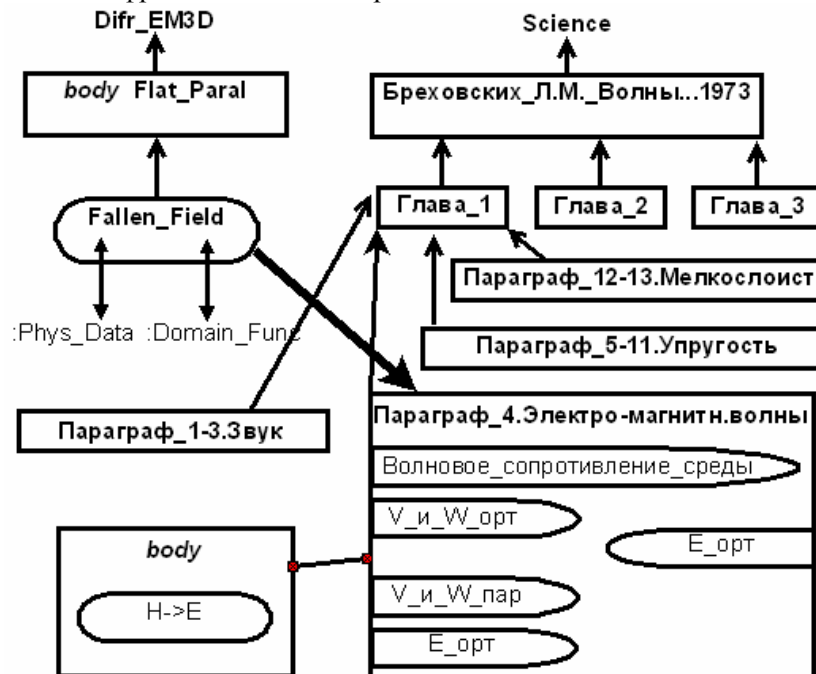 Difr_EM3D
Science
body Flat_Paral
Бреховских_Л.М._Волны...1973
Fallen_Field
Глава_1
Глава_2
Глава_3
Параграф_12-13.Мелкослоист
:Phys_Data :Domain_Func
Параграф_5-11.Упругость
Параграф_1-3.Звук
Параграф_4.Электро-магнитн.волны
Волновое_сопротивление_среды
V_и_W_орт
E_орт
body
H->E
V_и_W_пар
E_орт